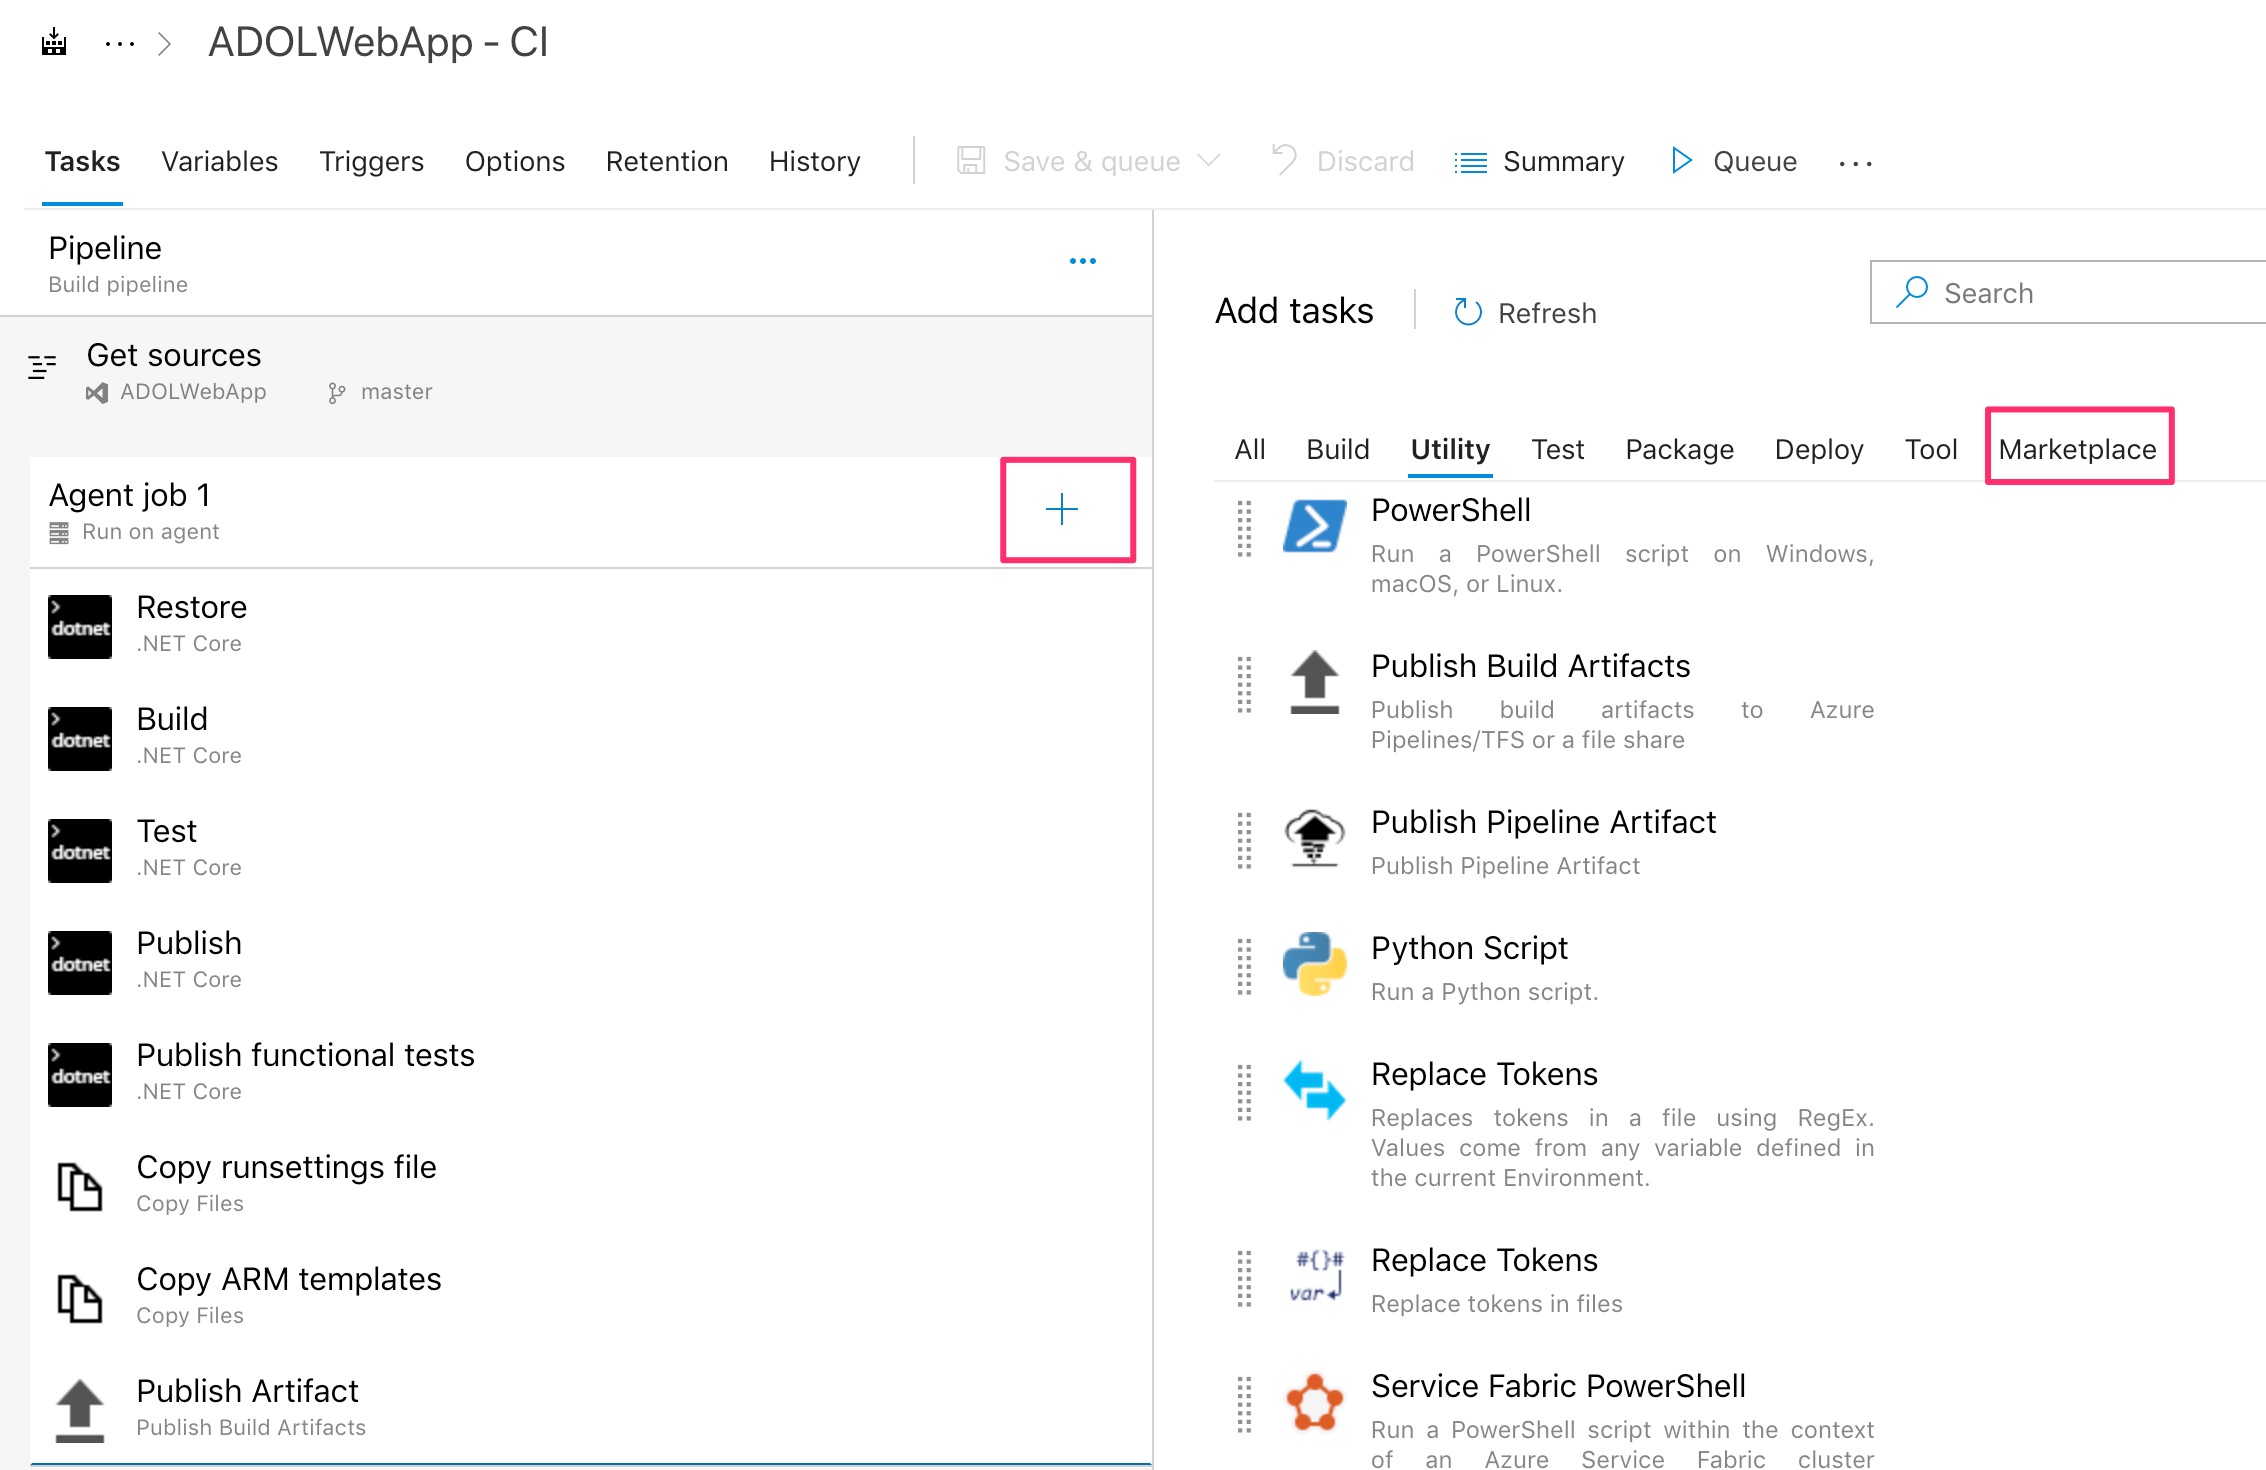 ADOLWebApp - CI
Tasks Variables Triggers Options Retention History Save & queue Discard Summary Queue ...
Pipeline
Build pipeline
Get sources
ADOLWebApp master
Agent job 1
Run on agent
dotnet
Restore
.NET Core
dotnet
Build
.NET Core
dotnet
Test
.NET Core
dotnet
Publish
.NET Core
dotnet
Publish functional tests
.NET Core
Copy runsettings file
Copy Files
Copy ARM templates
Copy Files
Publish Artifact
Publish Build Artifacts
Add tasks Refresh Search
All Build Utility Test Package Deploy Tool Marketplace
PowerShell
Run a PowerShell script on Windows,
macOS, or Linux.
Publish Build Artifacts
Publish build artifacts to Azure
Pipelines/TFS or a file share
Publish Pipeline Artifact
Publish Pipeline Artifact
Python Script
Run a Python script.
Replace Tokens
Replaces tokens in a file using RegEx.
Values come from any variable defined in
the current Environment.
#{}#
var
Replace Tokens
Replace tokens in files
Service Fabric PowerShell
Run a PowerShell script within the context
of an Azure Service Fabric cluster